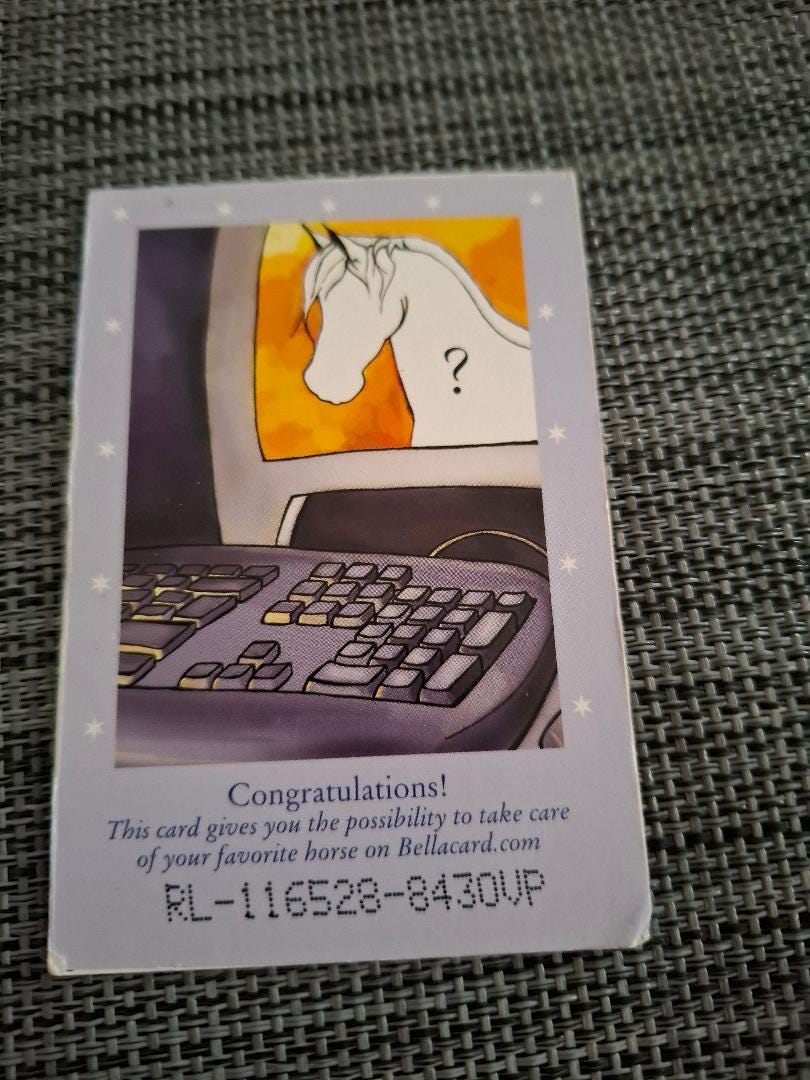 ?
Congratulations!
This card gives you the possibility to take care
of your favorite horse on Bellacard.com
RL-116528-8430VP